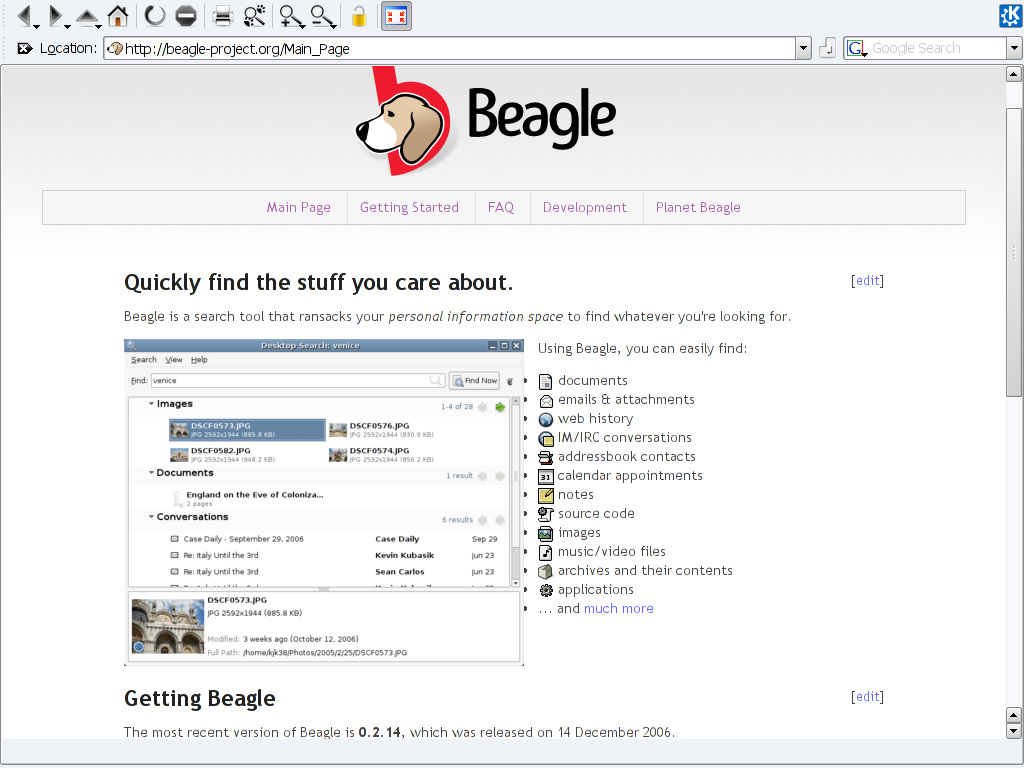 Location: http://beagle-project.org/Main_Page
Google Search
Beagle
Main Page Getting Started FAQ Development Planet Beagle
Quickly find the stuff you care about. [edit]
Beagle is a search tool that ransacks your personal information space to find whatever you're looking for.
Desktop Search: venice
Search View Help
Find: venice Find Now
Images 1-4 of 28
DSCF0573.JPG
JPG 2592x1944 (885.8 KB)
DSCF0576.JPG
JPG 2592x1944 (830.9 KB)
DSCF0582.JPG
JPG 2592x1944 (948.2 KB)
DSCF0574.JPG
JPG 2592x1944 (856.2 KB)
Documents 1 result
England on the Eve of Coloniza...
2 pages
Conversations 6 results
Case Daily - September 29, 2006 Case Daily Sep 29
Re: Italy Until the 3rd Kevin Kubasik Jun 23
Re: Italy Until the 3rd Sean Carlos Jun 23
DSCF0573.JPG
JPG 2592x1944 (885.8 KB)
Modified: 3 weeks ago (October 12, 2006)
Full Path: /home/kjk38/Photos/2005/2/25/DSCF0573.JPG
Using Beagle, you can easily find:
documents
emails & attachments
web history
IM/IRC conversations
addressbook contacts
31 calendar appointments
notes
source code
images
music/video files
archives and their contents
applications
... and much more
Getting Beagle [edit]
The most recent version of Beagle is 0.2.14, which was released on 14 December 2006.